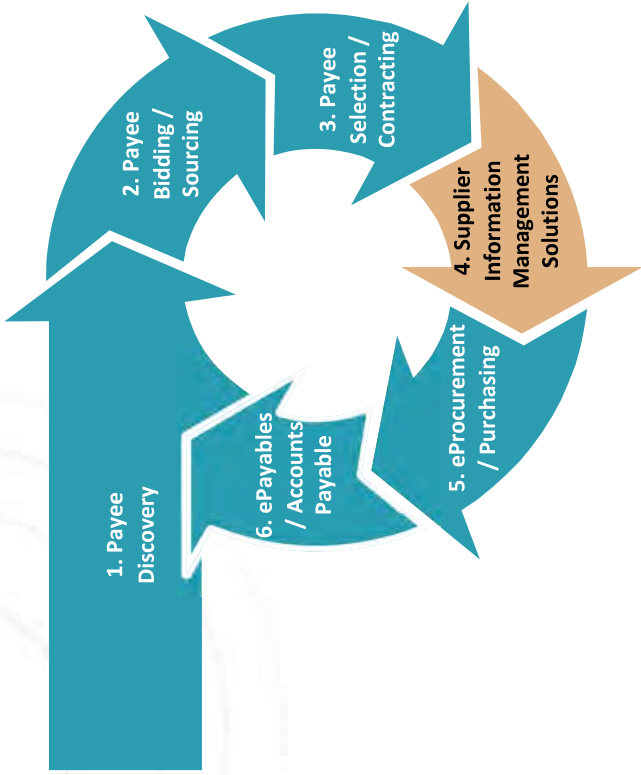 1. Payee
Discovery
2. Payee
Bidding /
Sourcing
3. Payee
Selection /
Contracting
4. Supplier
Information
Management
Solutions
5. eProcurement
/ Purchasing
6. ePayables
/ Accounts
Payable